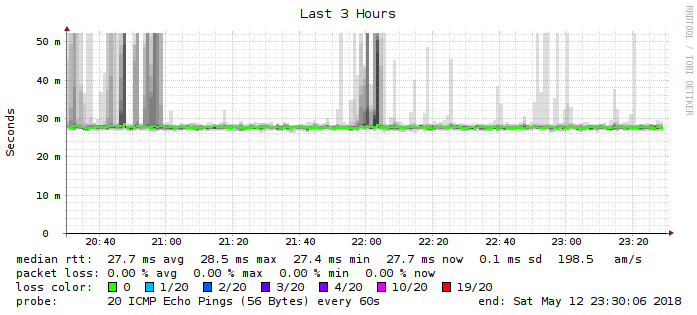 Last 3 Hours
RRDTOOL / TOBI OETIKER
Seconds
50 m
40 m
30 m
20 m
10 m
0
20:40 21:00 21:20 21:40 22:00 22:20 22:40 23:00 23:20
median rtt: 27.7 ms avg 28.5 ms max 27.4 ms min 27.7 ms now 0.1 ms sd 198.5 am/s
packet loss: 0.00 % avg 0.00 % max 0.00 % min 0.00 % now
loss color: 0 1/20 2/20 3/20 4/20 10/20 19/20
probe: 20 ICMP Echo Pings (56 Bytes) every 60s end: Sat May 12 23:30:06 2018